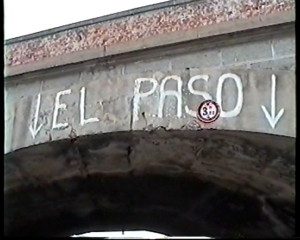 ↓ EL PASO ↓